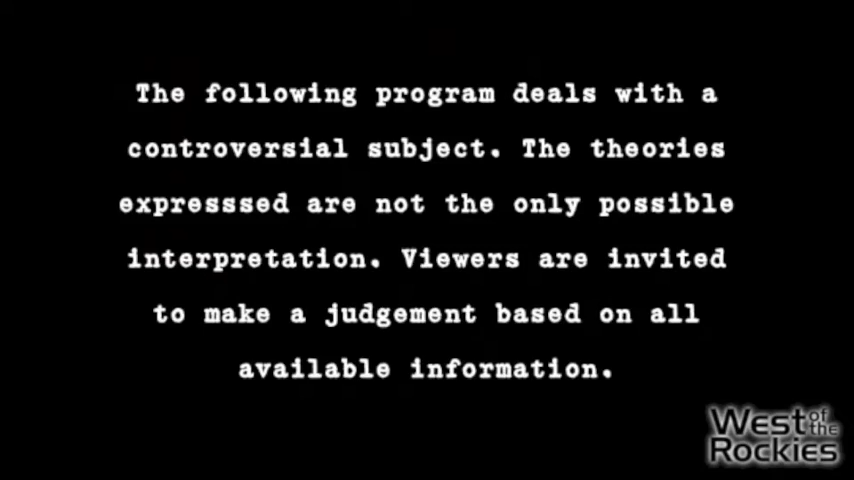 The following program deals with a
controversial subject. The theories
expresssed are not the only possible
interpretation. Viewers are invited
to make a judgement based on all
available information.
West of the
Rockies